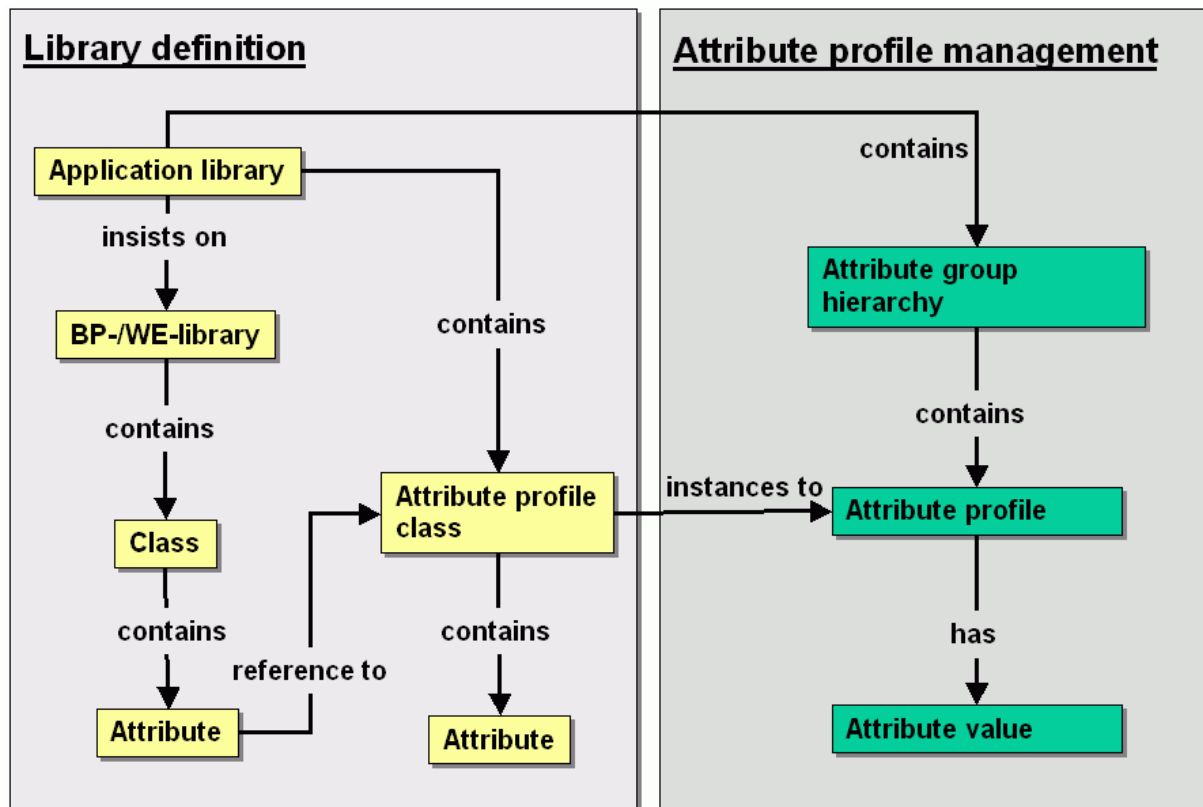 Library definition
Attribute profile management
Application library
contains
insists on
Attribute group
hierarchy
BP-/WE-library
contains
contains
contains
Attribute profile
class
instances to
Attribute profile
Class
contains
contains
has
reference to
Attribute
Attribute
Attribute value